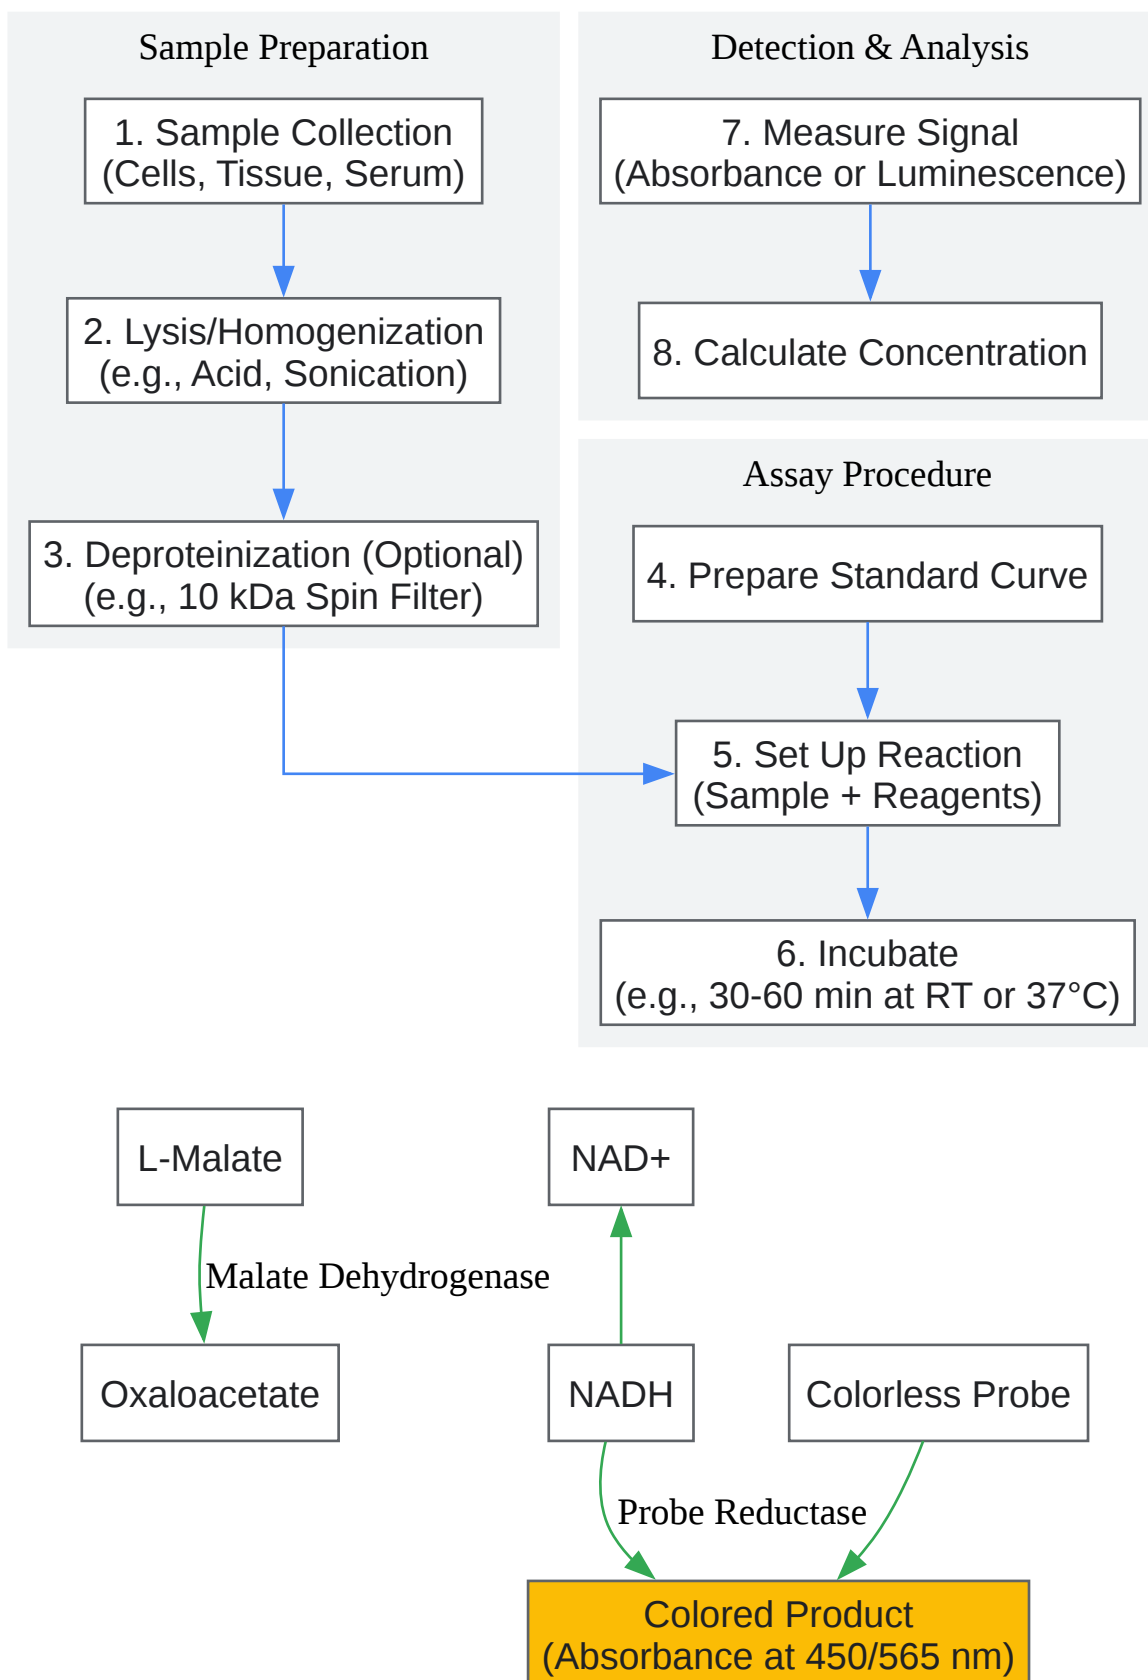 Sample Preparation
1. Sample Collection
(Cells, Tissue, Serum)
2. Lysis/Homogenization
(e.g., Acid, Sonication)
3. Deproteinization (Optional)
(e.g., 10 kDa Spin Filter)
Detection & Analysis
7. Measure Signal
(Absorbance or Luminescence)
8. Calculate Concentration
Assay Procedure
4. Prepare Standard Curve
5. Set Up Reaction
(Sample + Reagents)
6. Incubate
(e.g., 30-60 min at RT or 37°C)
L-Malate
NAD+
Malate Dehydrogenase
Oxaloacetate
NADH
Colorless Probe
Probe Reductase
Colored Product
(Absorbance at 450/565 nm)